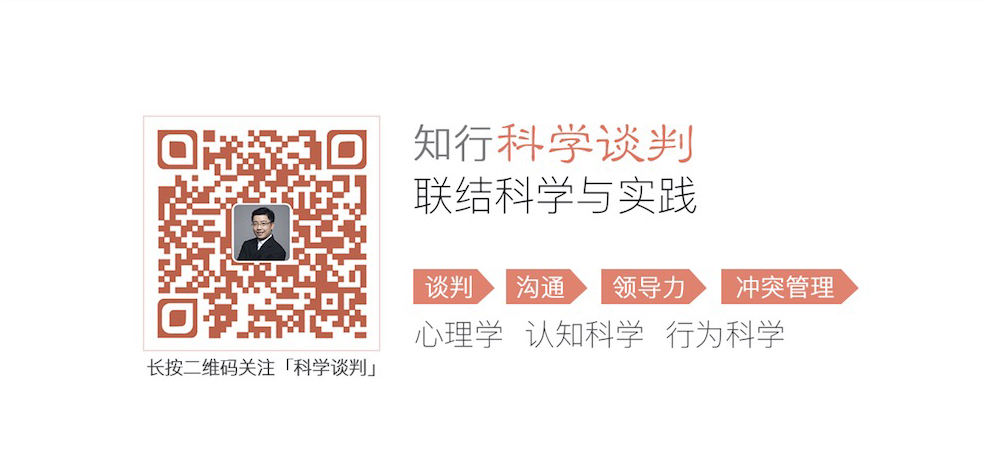 知行科学谈判
联结科学与实践
谈判 沟通 领导力 冲突管理
心理学 认知科学 行为科学
长按二维码关注「科学谈判」